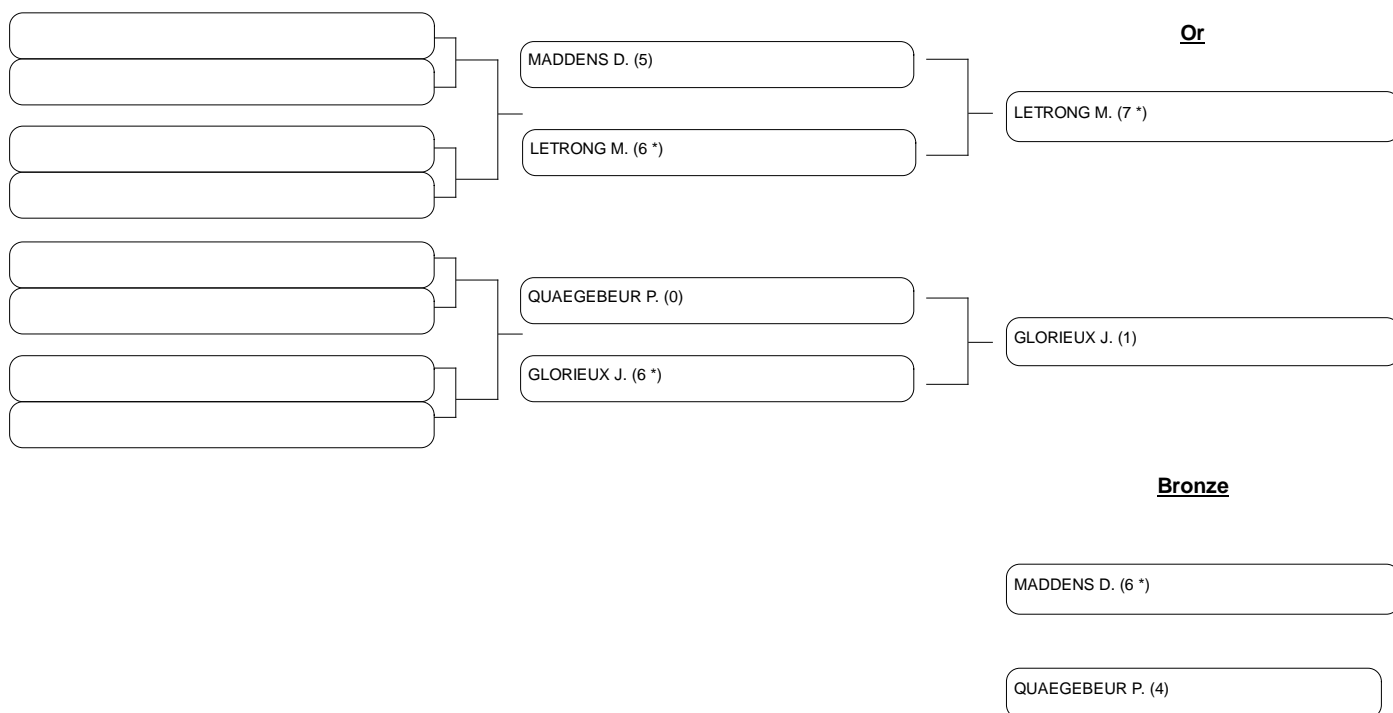 Or
MADDENS D. (5)
LETRONG M. (6 *)
LETRONG M. (7 *)
QUAEGEBEUR P. (0)
GLORIEUX J. (6 *)
GLORIEUX J. (1)
Bronze
MADDENS D. (6 *)
QUAEGEBEUR P. (4)